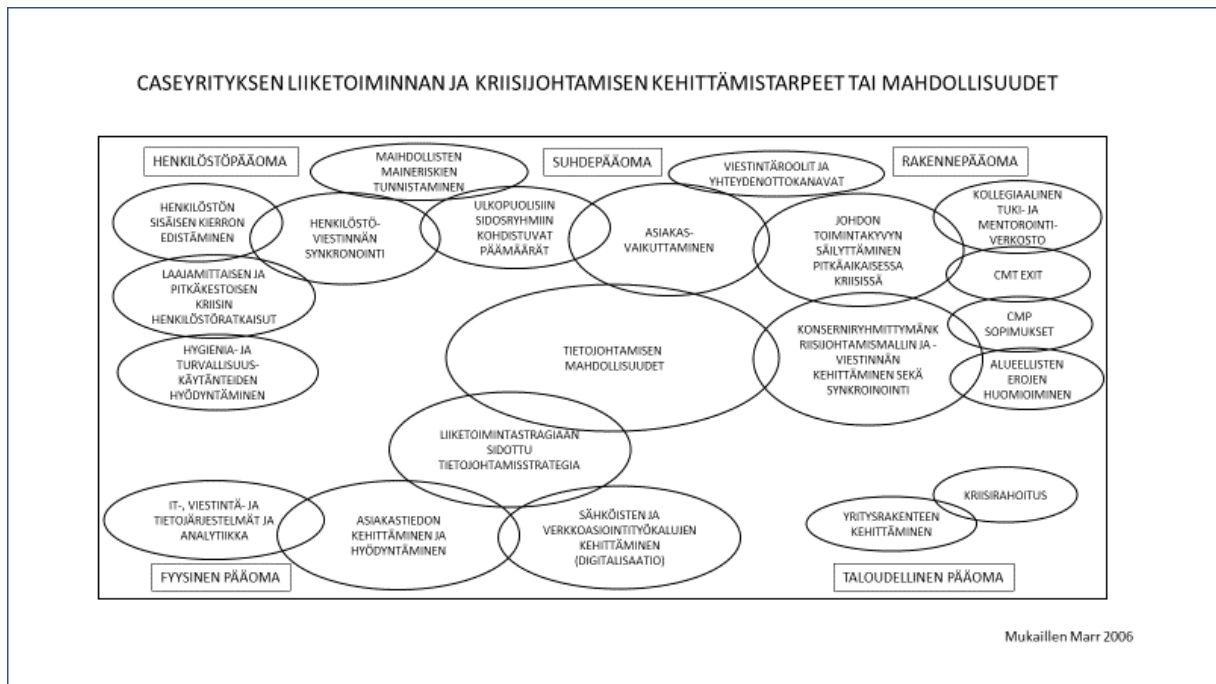 CASEYRITYKSEN LIIKETOIMINNAN JA KRIISIJOHTAMISEN KEHITTÄMISTARPEET TAI MAHDOLLISUUDET
HENKILÖSTÖPÄÄOMA
MAIHDOLLISTEN
MAINERISKIEN
TUNNISTAMINEN
SUHDEPÄÄOMA
VIESTINTÄROOLIT JA
YHTEYDENOTTOKANAVAT
RAKENNEPÄÄOMA
HENKILÖSTÖN
SISÄISEN KIERRON
EDISTÄMINEN
HENKILÖSTÖ-
VIESTINNÄN
SYNKRONOINTI
ULKOPUOLISIIN
SIDOSRYHMIIN
KOHDISTUVAT
PÄÄMÄÄRÄT
ASIAKAS-
VAIKUTTAMINEN
JOHDON
TOIMINTAKYVYN
SÄILYTTÄMINEN
PITKÄAIKAISESSA
KRIISISSÄ
KOLLEGIAALINEN
TUKI- JA
MENTOROINTI-
VERKOSTO
LAAJAMITTAISEN JA
PITKÄKESTOISEN
KRIISIN
HENKILÖSTÖRATKAISUT
CMT EXIT
HYGIENIA- JA
TURVALLISUUS-
KÄYTÄNTEIDEN
HYÖDYNTÄMINEN
TIETOJOHTAMISEN
MAHDOLLISUUDET
KONSERNIRYHMITTYMÄNK
RIISIJOHTAMISMALLIN JA -
VIESTINNÄN
KEHITTÄMINEN SEKÄ
SYNKROINOINTI
CMP
SOPIMUKSET
ALUEELLISTEN
EROJEN
HUOMIOIMINEN
LIIKETOIMINTASTRAGIAAN
SIDOTTU
TIETOJOHTAMISSTRATEGIA
IT-, VIESTINTÄ- JA
TIETOJÄRJESTELMÄT JA
ANALYTIIKKA
ASIAKASTIEDON
KEHITTÄMINEN JA
HYÖDYNTÄMINEN
SÄHKÖISTEN JA
VERKKOASIOINTITYÖKALUJEN
KEHITTÄMINEN
(DIGITALISAATIO)
YRITYSRAKENTEEN
KEHITTÄMINEN
KRIISIRAHOITUS
FYYSINEN PÄÄOMA
TALOUDELLINEN PÄÄOMA
Mukaillen Marr 2006